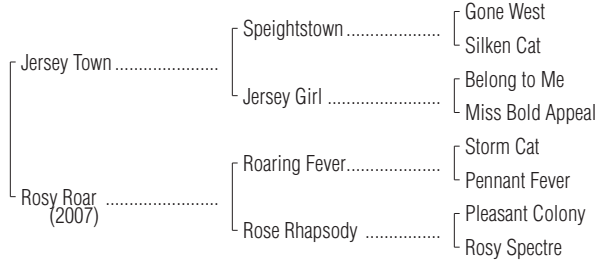 Gone West
Speightstown
Silken Cat
Jersey Town
Belong to Me
Jersey Girl
Miss Bold Appeal
Storm Cat
Roaring Fever
Pennant Fever
Rosy Roar
(2007)
Pleasant Colony
Rose Rhapsody
Rosy Spectre